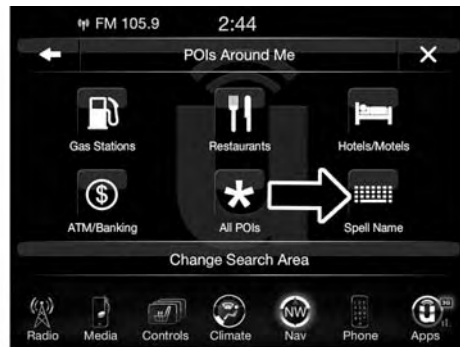 FM 105.9 2:44
POIs Around Me
Gas Stations Restaurants Hotels/Motels
ATM/Banking All POIs Spell Name
Change Search Area
NW
3G
Radio Media Controls Climate Nav Phone Apps